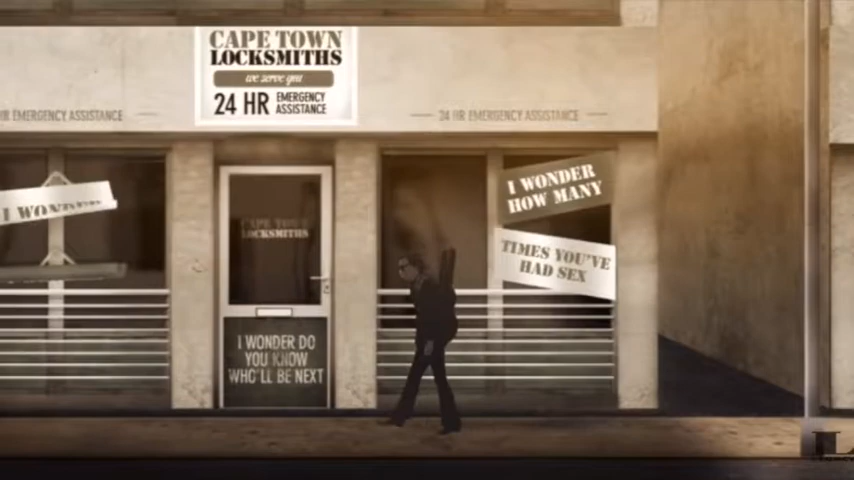 CAPE TOWN
LOCKSMITHS
we serve you
24 HR EMERGENCY
ASSISTANCE
HR EMERGENCY ASSISTANCE
24 HR EMERGENCY ASSISTANCE
I WONDER
HOW MANY
I WONDER
TIMES YOU'VE
HAD SEX
CAPE TOWN
LOCKSMITHS
I WONDER DO
YOU KNOW
WHO'LL BE NEXT